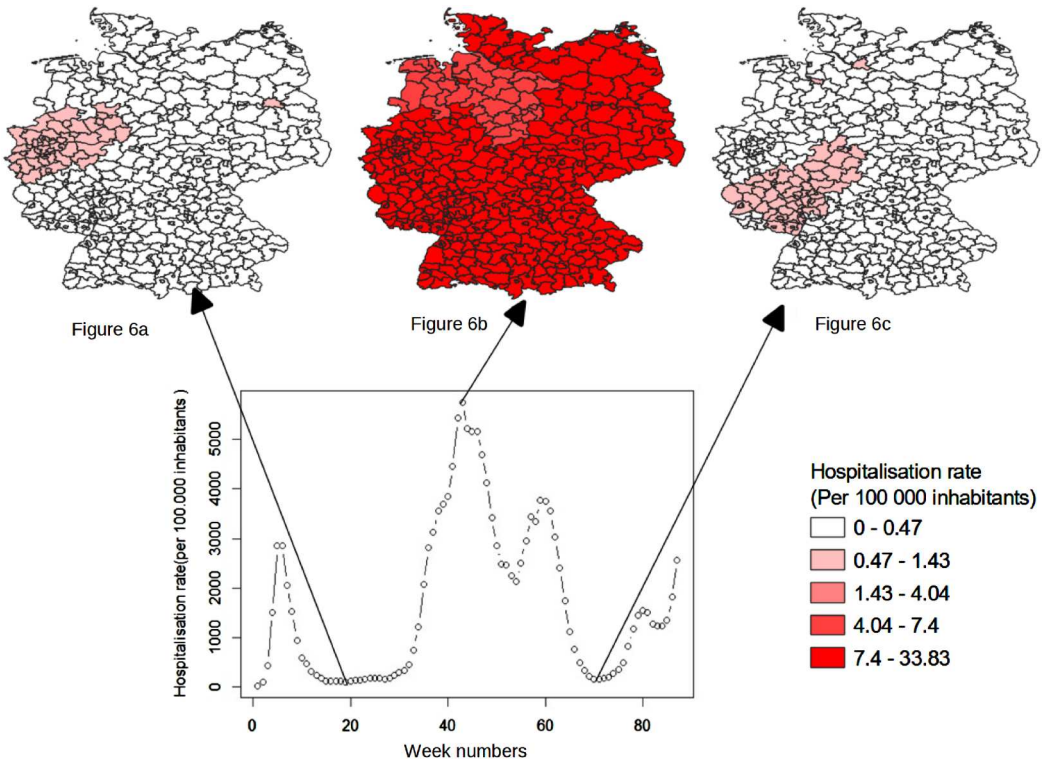 Figure 6a
Figure 6b
Figure 6c
Hospitalisation rate(per 100.000 inhabitants )
5000
4000
3000
2000
1000
0
0 20 40 60 80
Week numbers
Hospitalisation rate
(Per 100 000 inhabitants)
0 - 0.47
0.47 - 1.43
1.43 - 4.04
4.04 - 7.4
7.4 - 33.83